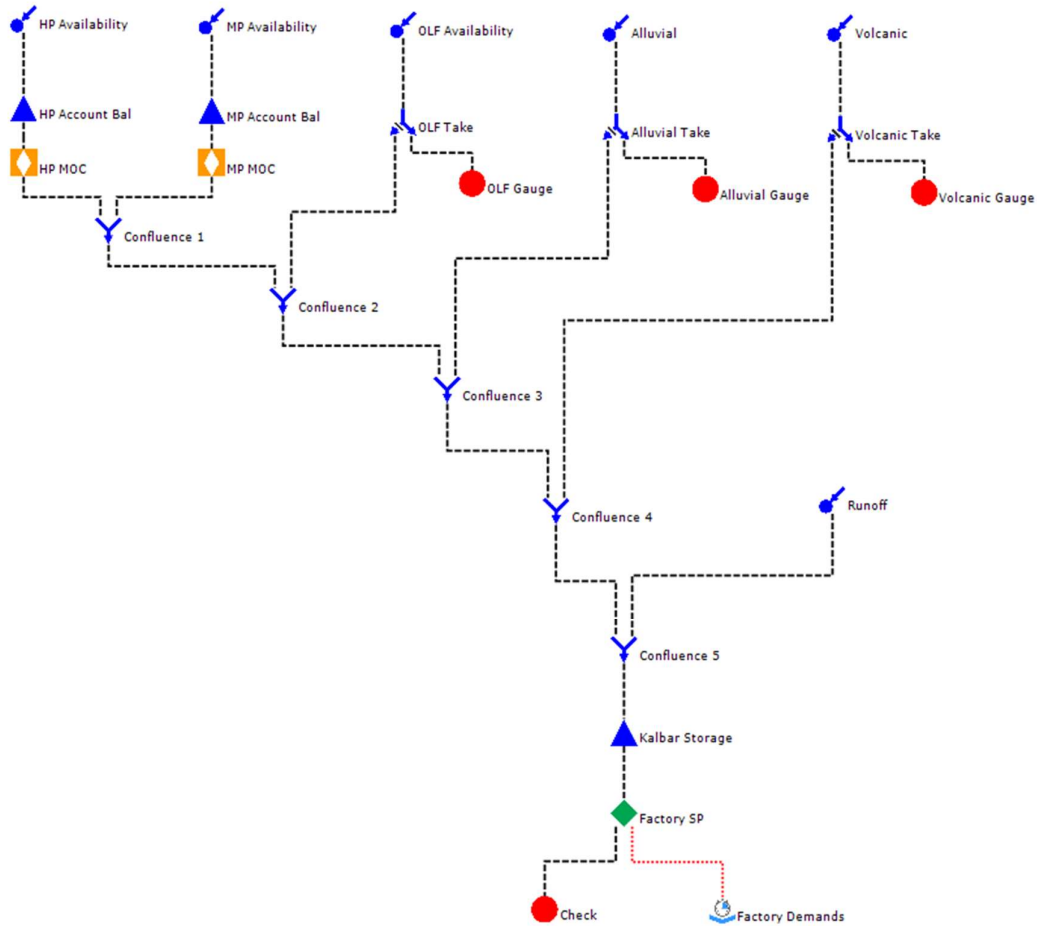 HP Availability
MP Availability
OLF Availability
Alluvial
Volcanic
HP Account Bal
MP Account Bal
OLF Take
Alluvial Take
Volcanic Take
HP MOC
MP MOC
OLF Gauge
Alluvial Gauge
Volcanic Gauge
Confluence 1
Confluence 2
Confluence 3
Confluence 4
Runoff
Confluence 5
Kalbar Storage
Factory SP
Check
Factory Demands